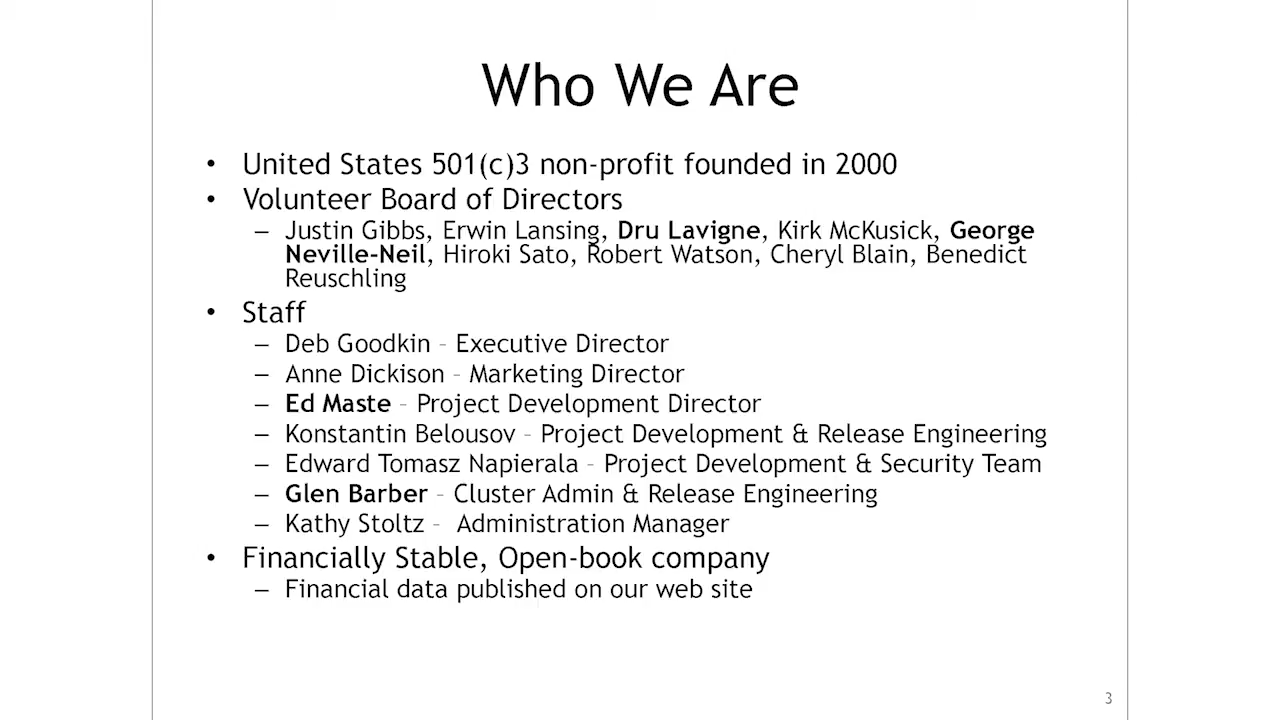 Who We Are
• United States 501(c)3 non-profit founded in 2000
• Volunteer Board of Directors
– Justin Gibbs, Erwin Lansing, Dru Lavigne, Kirk McKusick, George
Neville-Neil, Hiroki Sato, Robert Watson, Cheryl Blain, Benedict
Reuschling
• Staff
– Deb Goodkin – Executive Director
– Anne Dickison – Marketing Director
– Ed Maste – Project Development Director
– Konstantin Belousov – Project Development & Release Engineering
– Edward Tomasz Napierala – Project Development & Security Team
– Glen Barber – Cluster Admin & Release Engineering
– Kathy Stoltz – Administration Manager
• Financially Stable, Open-book company
– Financial data published on our web site
3